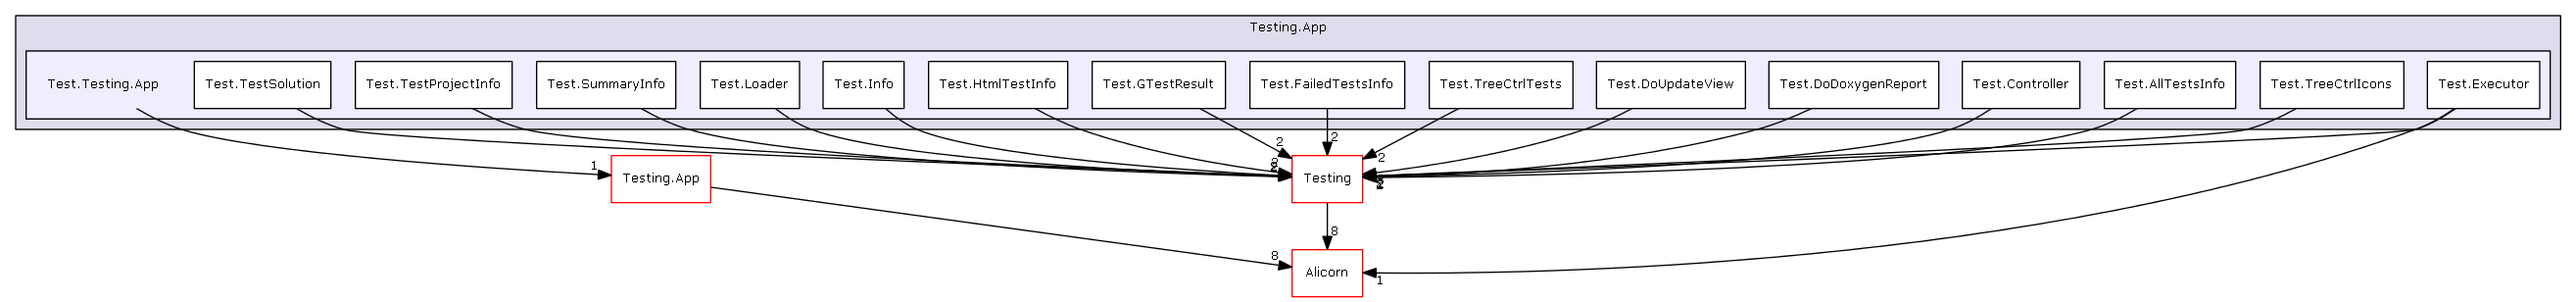 Testing.App
Test.Testing.App
Test.TestSolution
Test.TestProjectInfo
Test.SummaryInfo
Test.Loader
Test.Info
Test.HtmlTestInfo
Test.GTestResult
Test.FailedTestsInfo
Test.TreeCtrlTests
Test.DoUpdateView
Test.DoDoxygenReport
Test.Controller
Test.AllTestsInfo
Test.TreeCtrlIcons
Test.Executor
2
2
2
1
Testing.App
Testing
8
8
Alicorn
1